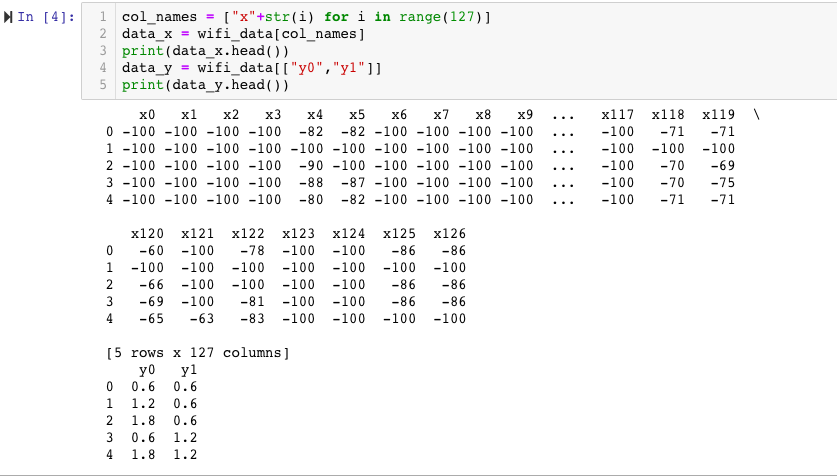 In [4]:
1 col_names = ["x"+str(i) for i in range(127)]
2 data_x = wifi_data[col_names]
3 print(data_x.head())
4 data_y = wifi_data[["y0","y1"]]
5 print(data_y.head())
x0 x1 x2 x3 x4 x5 x6 x7 x8 x9 ... x117 x118 x119 \
0 -100 -100 -100 -100 -82 -82 -100 -100 -100 -100 ... -100 -71 -71
1 -100 -100 -100 -100 -100 -100 -100 -100 -100 -100 ... -100 -100 -100
2 -100 -100 -100 -100 -90 -100 -100 -100 -100 -100 ... -100 -70 -69
3 -100 -100 -100 -100 -88 -87 -100 -100 -100 -100 ... -100 -70 -75
4 -100 -100 -100 -100 -80 -82 -100 -100 -100 -100 ... -100 -71 -71
x120 x121 x122 x123 x124 x125 x126
0 -60 -100 -78 -100 -100 -86 -86
1 -100 -100 -100 -100 -100 -100 -100
2 -66 -100 -100 -100 -100 -86 -86
3 -69 -100 -81 -100 -100 -86 -86
4 -65 -63 -83 -100 -100 -100 -100
[5 rows x 127 columns]
y0 y1
0 0.6 0.6
1 1.2 0.6
2 1.8 0.6
3 0.6 1.2
4 1.8 1.2